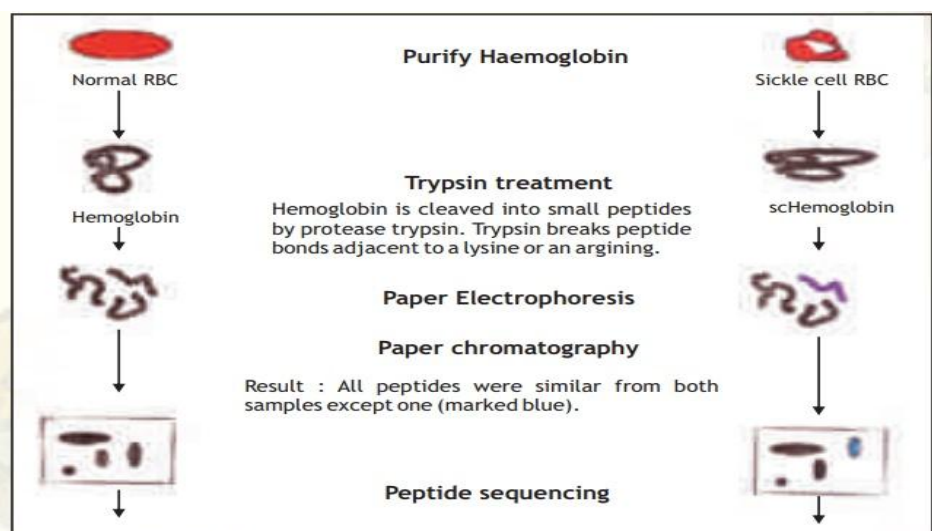 Purify Haemoglobin
Normal RBC
Sickle cell RBC
Trypsin treatment
Hemoglobin is cleaved into small peptides
by protease trypsin. Trypsin breaks peptide
bonds adjacent to a lysine or an argining.
Hemoglobin
scHemoglobin
Paper Electrophoresis
Paper chromatography
Result : All peptides were similar from both
samples except one (marked blue).
Peptide sequencing